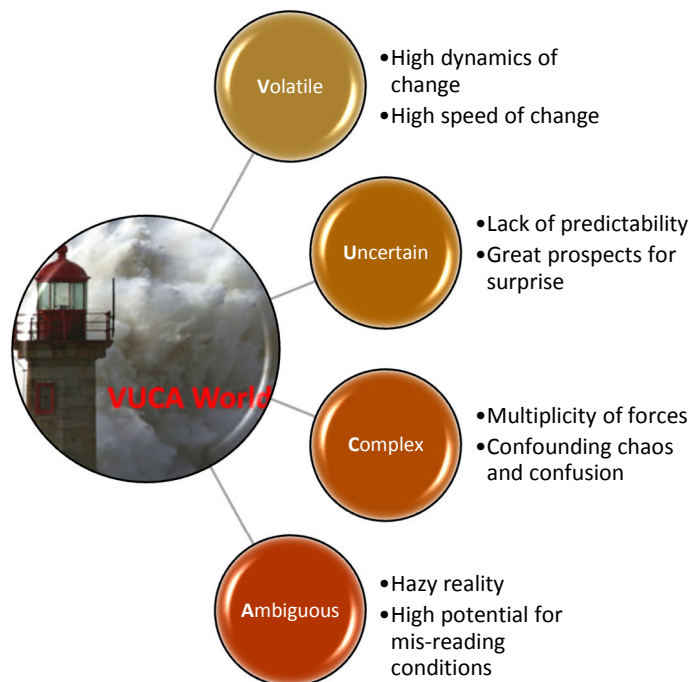 Volatile
•High dynamics of
change
•High speed of change
Uncertain
•Lack of predictability
•Great prospects for
surprise
VUCA World
Complex
•Multiplicity of forces
•Confounding chaos
and confusion
Ambiguous
•Hazy reality
•High potential for
mis-reading
conditions